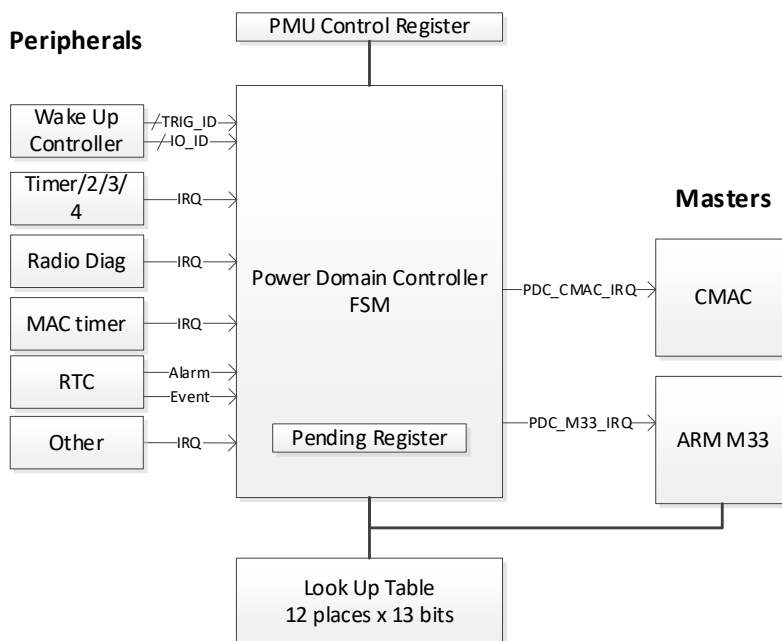 PMU Control Register
Peripherals
Wake Up
Controller
TRIG_ID
IO_ID
Timer/2/3/
4
IRQ
Masters
Radio Diag
IRQ
Power Domain Controller
FSM
PDC_CMAC_IRQ
CMAC
MAC timer
IRQ
RTC
Alarm
Event
Other
IRQ
Pending Register
PDC_M33_IRQ
ARM M33
Look Up Table
12 places x 13 bits